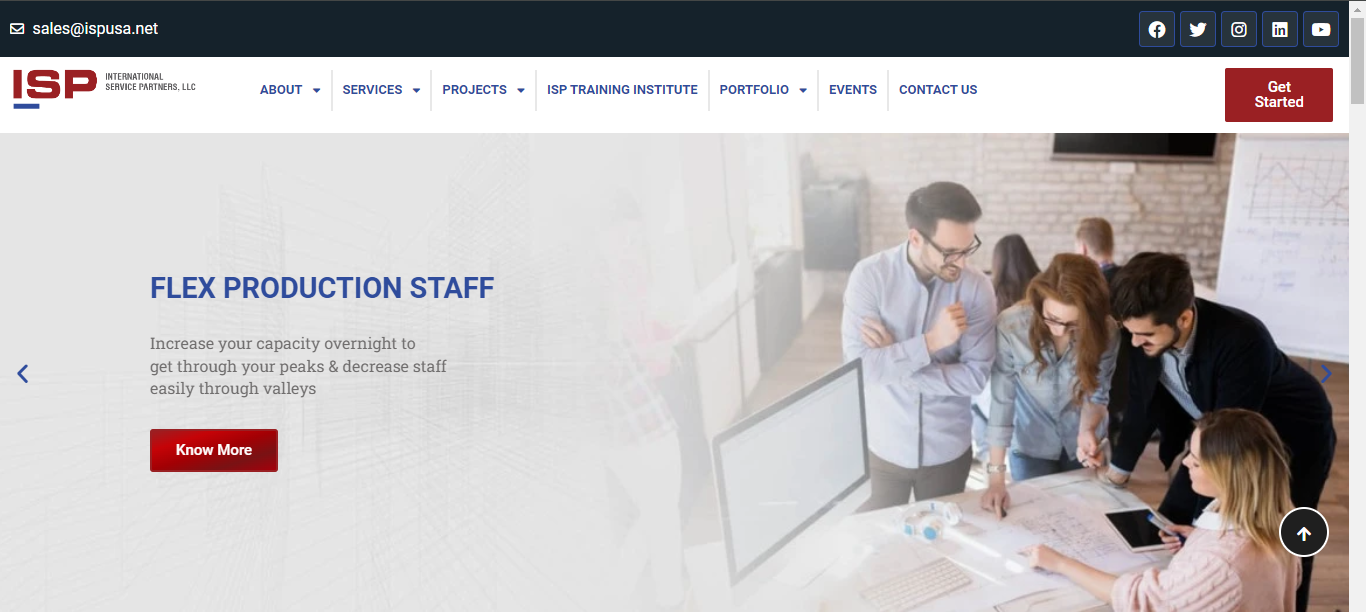 sales@ispusa.net
ISP INTERNATIONAL
SERVICE PARTNERS, LLC
ABOUT SERVICES PROJECTS ISP TRAINING INSTITUTE PORTFOLIO EVENTS CONTACT US
Get
Started
FLEX PRODUCTION STAFF
Increase your capacity overnight to
get through your peaks & decrease staff
easily through valleys
Know More